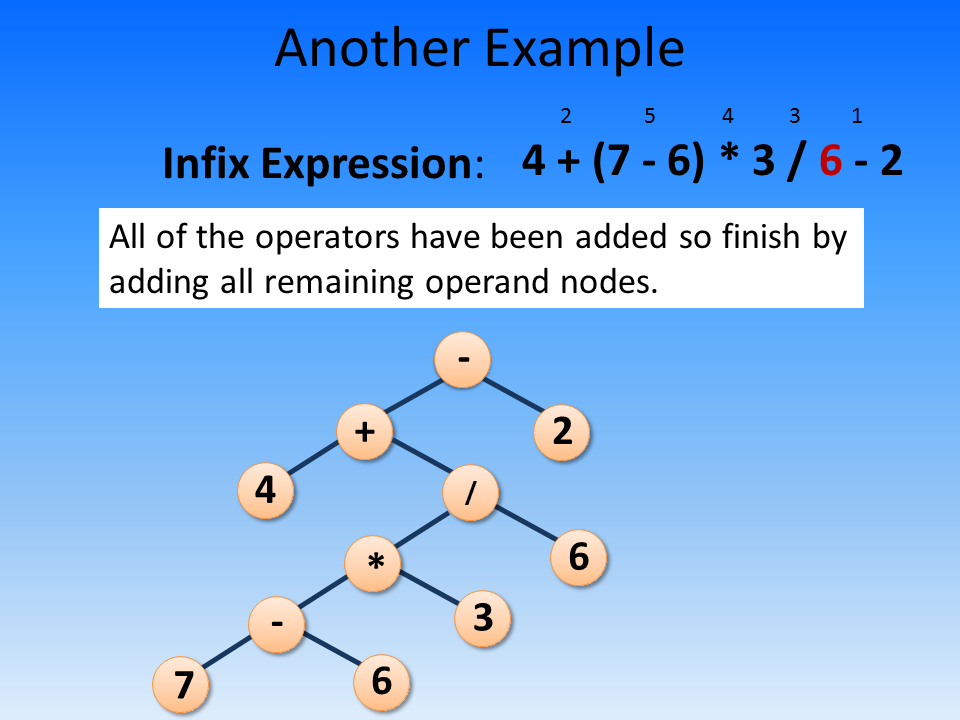 Another Example
2 5 4 3 1
Infix Expression: 4 + (7 - 6) * 3 / 6 - 2
All of the operators have been added so finish by
adding all remaining operand nodes.
-
+ 2
4 /
* 6
- 3
7 6